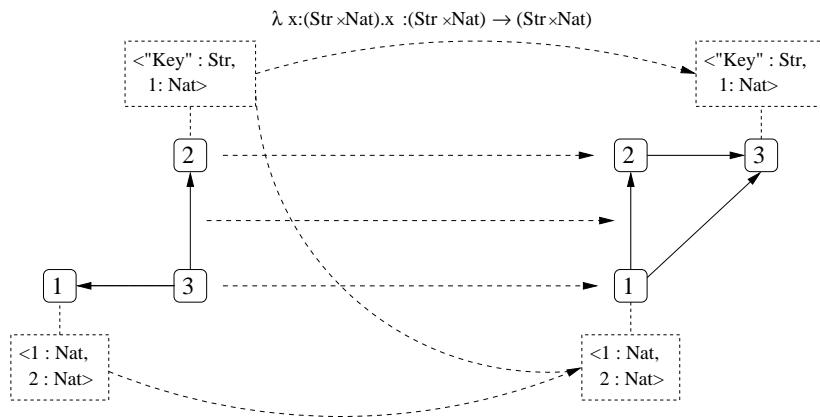 λ x:(Str×Nat).x :(Str×Nat) → (Str×Nat)
<"Key" : Str,
1: Nat>
<"Key" : Str,
1: Nat>
2
2
3
1
3
1
<1 : Nat,
2 : Nat>
<1 : Nat,
2 : Nat>